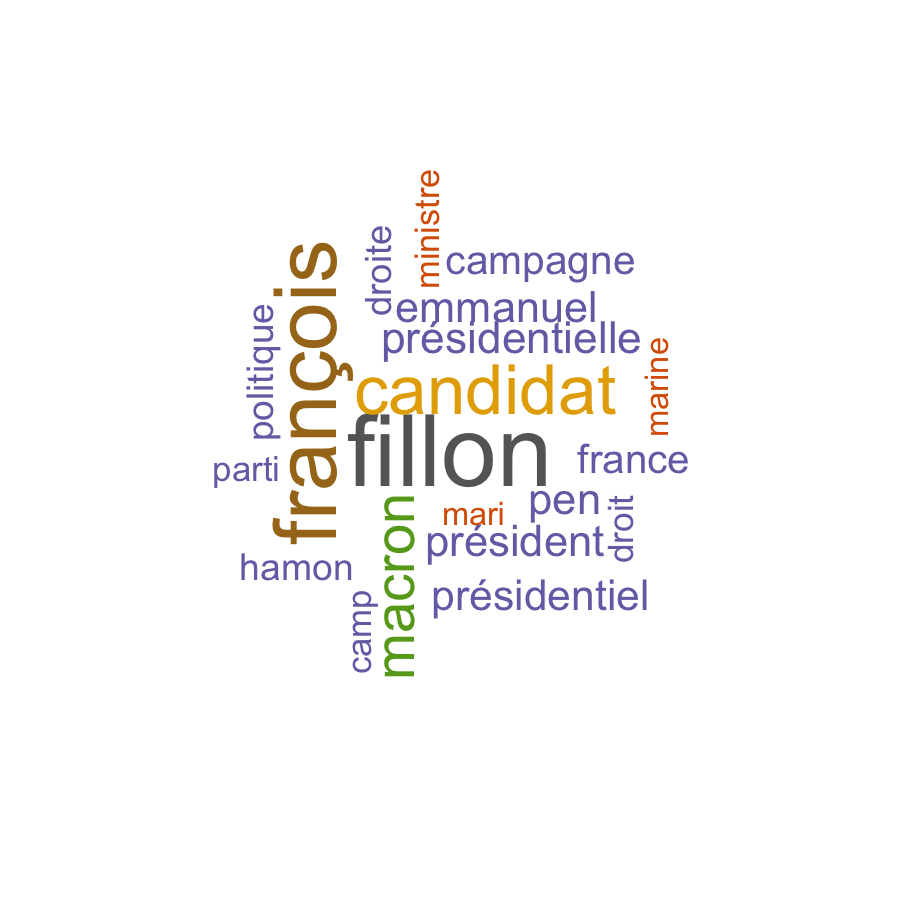 ministre
droite
campagne
françois
emmanuel
politique
présidentielle
marine
candidat
fillon
france
parti
pen
droit
mari
macron
président
hamon
présidentiel
camp